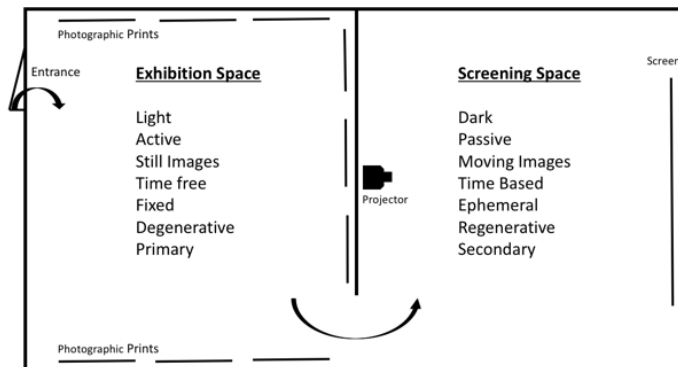 Photographic Prints
Entrance
Exhibition Space
Light
Active
Still Images
Time free
Fixed
Degenerative
Primary
Photographic Prints
Projector
Screening Space
Dark
Passive
Moving Images
Time Based
Ephemeral
Regenerative
Secondary
Screen